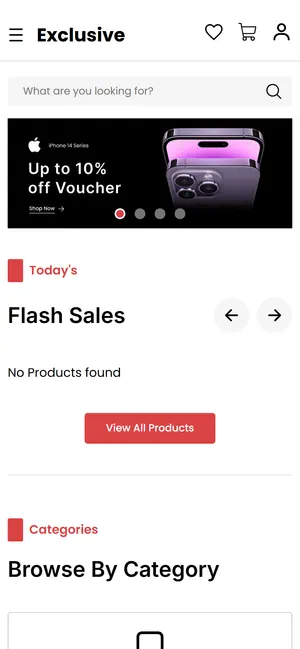 Exclusive
What are you looking for?
iPhone 14 Series
Up to 10%
off Voucher
Shop Now
Today's
Flash Sales
No Products found
View All Products
Categories
Browse By Category